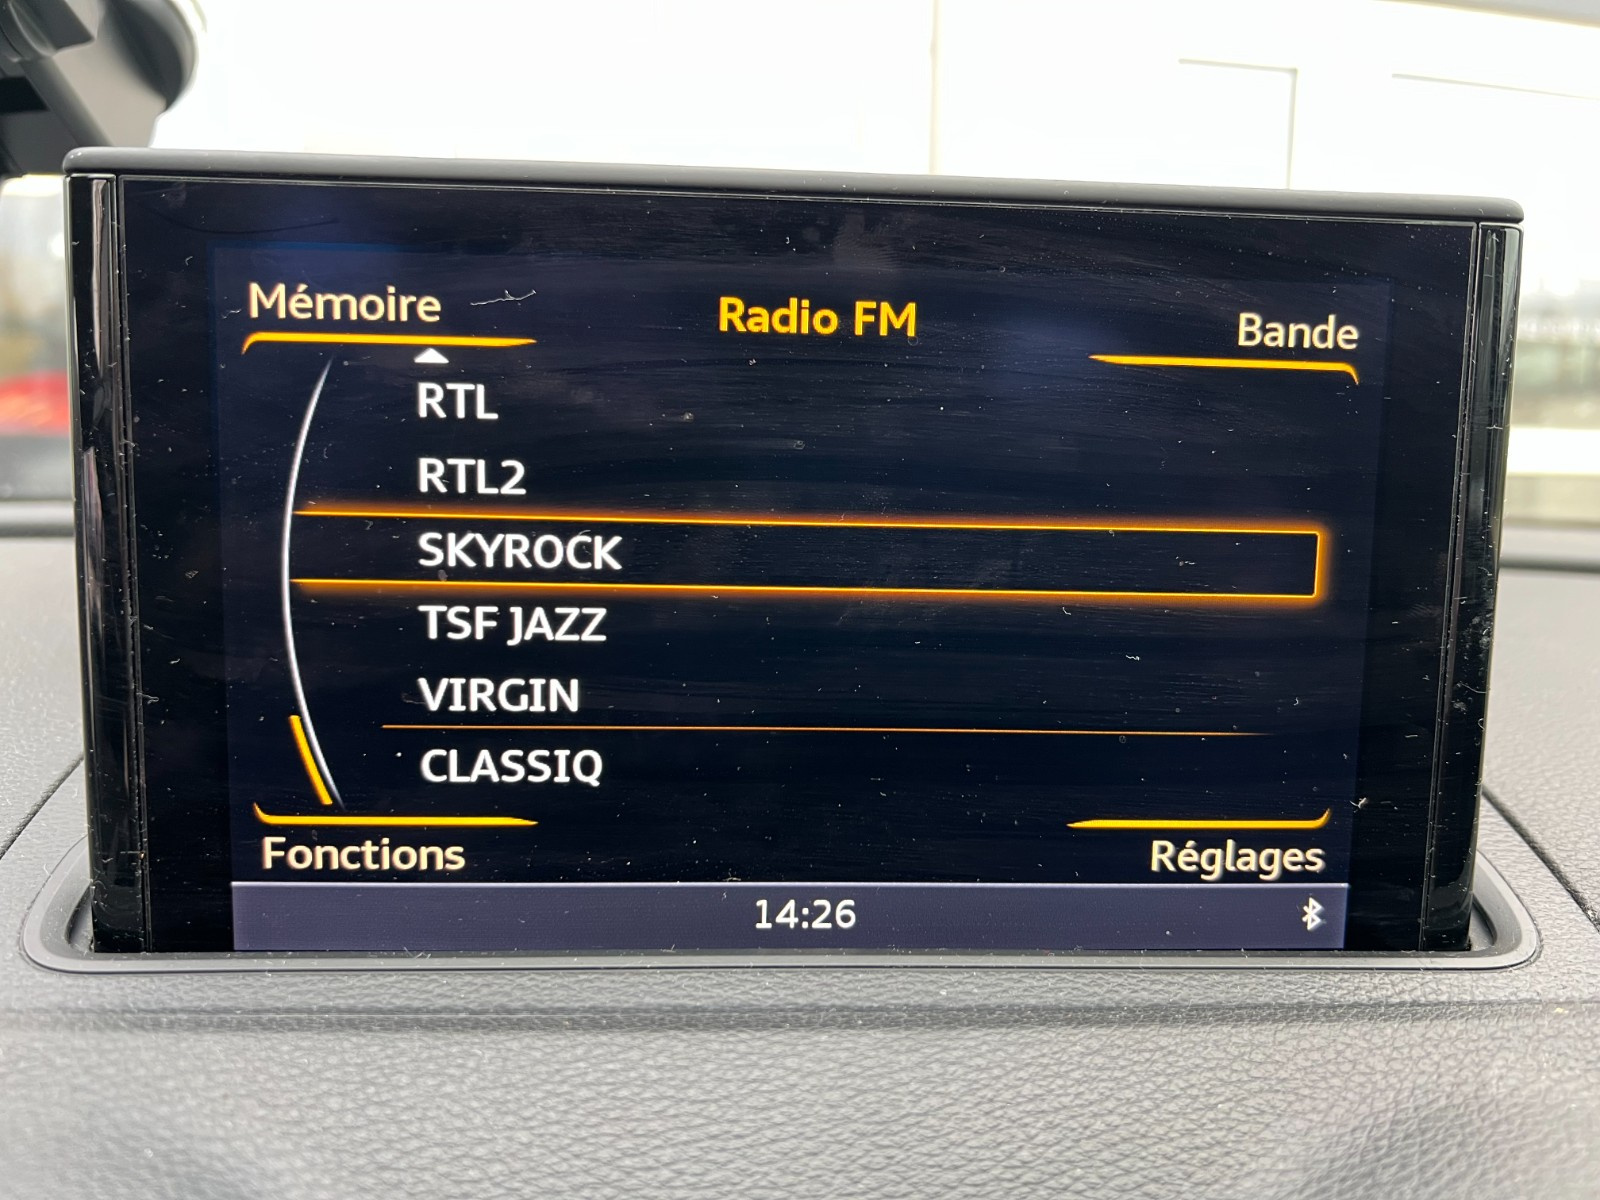 Mémoire
Radio FM
Bande
RTL
RTL2
SKYROCK
TSF JAZZ
VIRGIN
CLASSIQ
Fonctions
Réglages
14:26